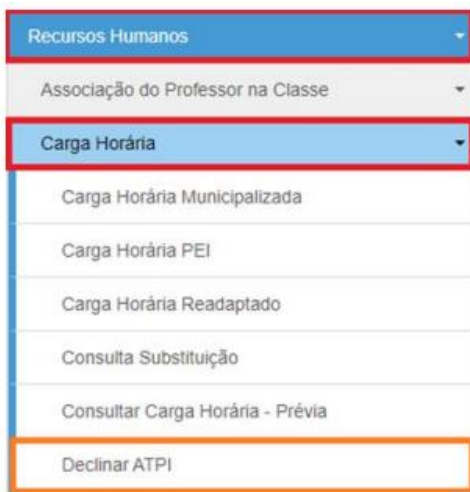 Recursos Humanos
Associação do Professor na Classe
Carga Horária
Carga Horária Municipalizada
Carga Horária PEI
Carga Horária Readaptado
Consulta Substituição
Consultar Carga Horária - Prévia
Declinar ATPI